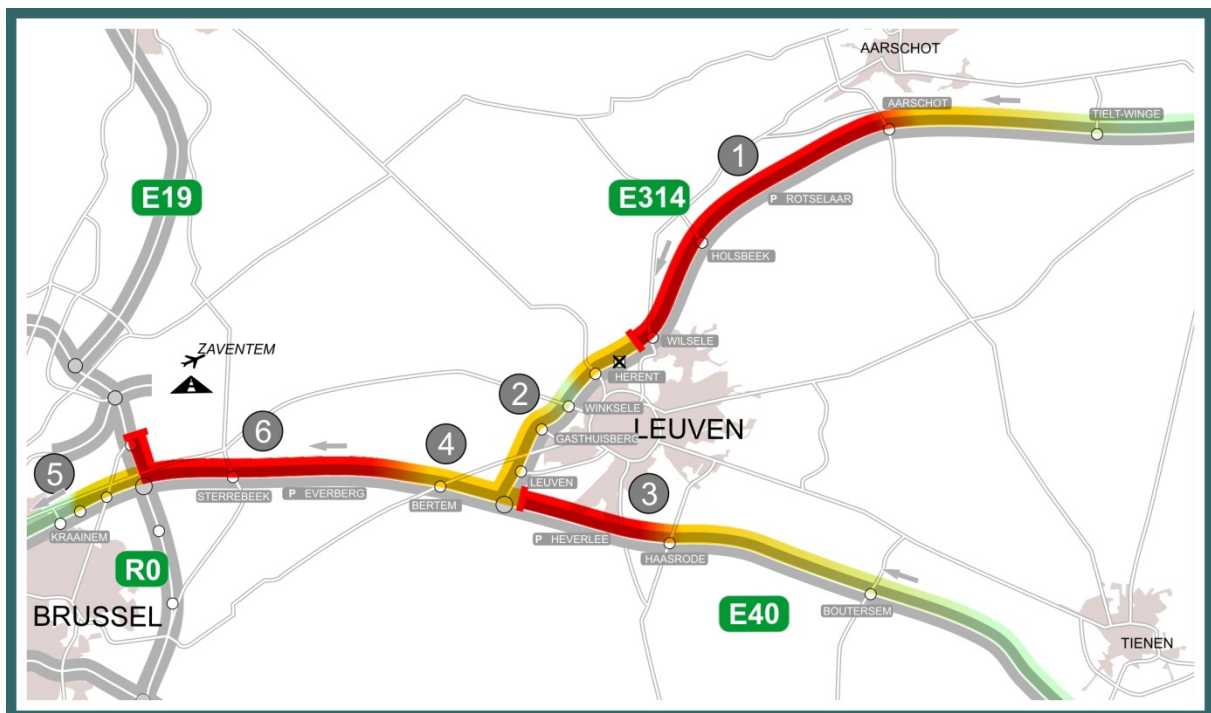 AARSCHOT
AARSCHOT
TIELT-WINGE
1
E19
E314
P ROTSELAAR
HOLSBEEK
ZAVENTEM
WILSELE
HERENT
2
WINKSELE
LEUVEN
GASTHUISBERG
6
4
5
LEUVEN
3
STERREBEEK
P EVERBERG
BERTEM
KRAAINEM
P HEVERLEE
HAASRODE
R0
BRUSSEL
E40
BOUTERSEM
TIENEN